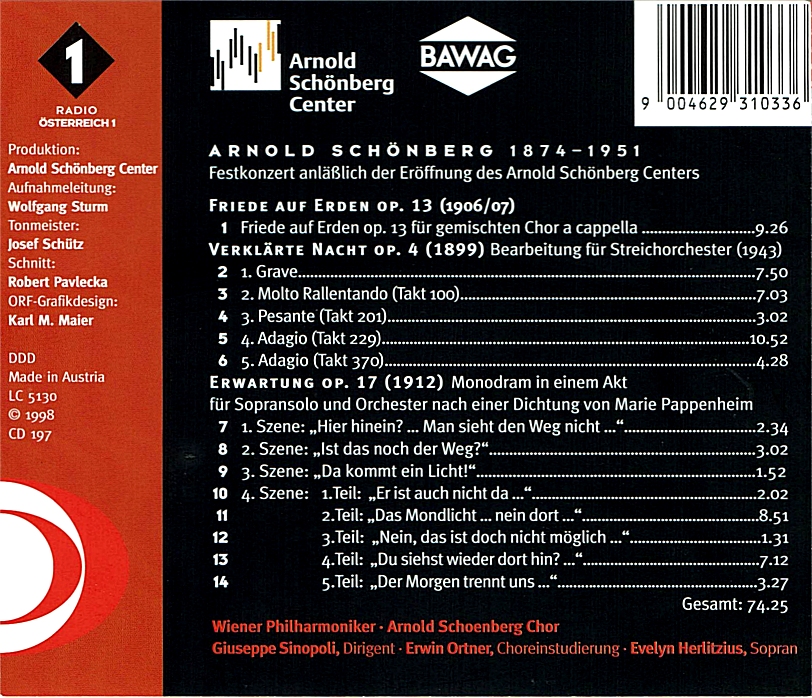 1
RADIO
ÖSTERREICH 1
Produktion:
Arnold Schönberg Center
Aufnahmeleitung:
Wolfgang Sturm
Tonmeister:
Josef Schütz
Schnitt:
Robert Pavlecka
ORF-Grafikdesign:
Karl M. Maier
DDD
Made in Austria
LC 5130
© 1998
CD 197
Arnold
Schönberg
Center
BAWAG
9 004629 310336
ARNOLD SCHÖNBERG 1874–1951
Festkonzert anläßlich der Eröffnung des Arnold Schönberg Centers
FRIEDE AUF ERDEN OP. 13 (1906/07)
1 Friede auf Erden op. 13 für gemischten Chor a cappella ...9.26
VERKLÄRTE NACHT OP. 4 (1899) Bearbeitung für Streichorchester (1943)
2 1. Grave...7.50
3 2. Molto Rallentando (Takt 100)...7.03
4 3. Pesante (Takt 201)...3.02
5 4. Adagio (Takt 229)...10.52
6 5. Adagio (Takt 370)...4.28
ERWARTUNG OP. 17 (1912) Monodram in einem Akt
für Sopransolo und Orchester nach einer Dichtung von Marie Pappenheim
7 1. Szene: „Hier hinein? ... Man sieht den Weg nicht ...“...2.34
8 2. Szene: „Ist das noch der Weg?“...3.02
9 3. Szene: „Da kommt ein Licht!“...1.52
10 4. Szene: 1.Teil: „Er ist auch nicht da ...“...2.02
11 2.Teil: „Das Mondlicht ... nein dort ...“...8.51
12 3.Teil: „Nein, das ist doch nicht möglich ...“...1.31
13 4.Teil: „Du siehst wieder dort hin? ...“...7.12
14 5.Teil: „Der Morgen trennt uns ...“...3.27
Gesamt: 74.25
Wiener Philharmoniker · Arnold Schoenberg Chor
Giuseppe Sinopoli, Dirigent · Erwin Ortner, Choreinstudierung · Evelyn Herlitzius, Sopran